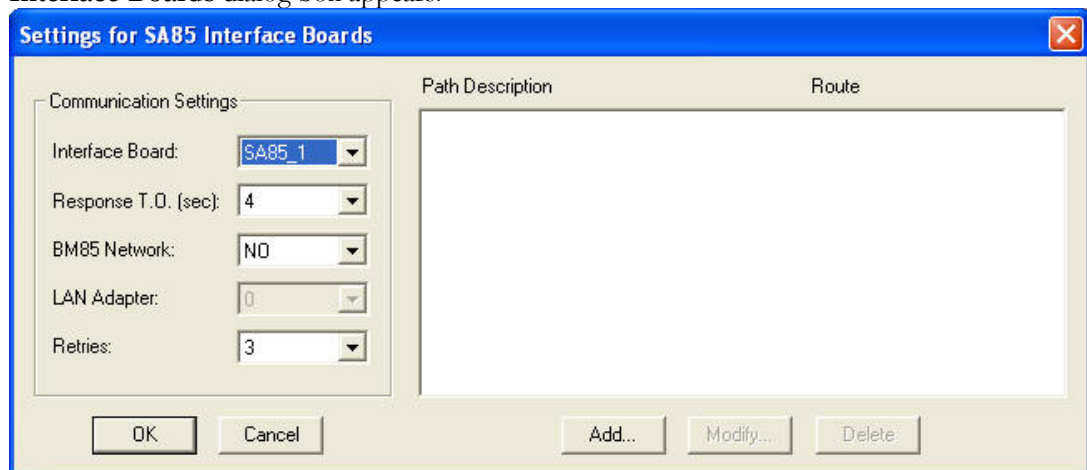 Interface Boards dialog box appears.
Settings for SA85 Interface Boards
Communication Settings
Interface Board: SA85_1
Response T.O. (sec): 4
BM85 Network: NO
LAN Adapter: 0
Retries: 3
Path Description Route
OK Cancel Add... Modify... Delete